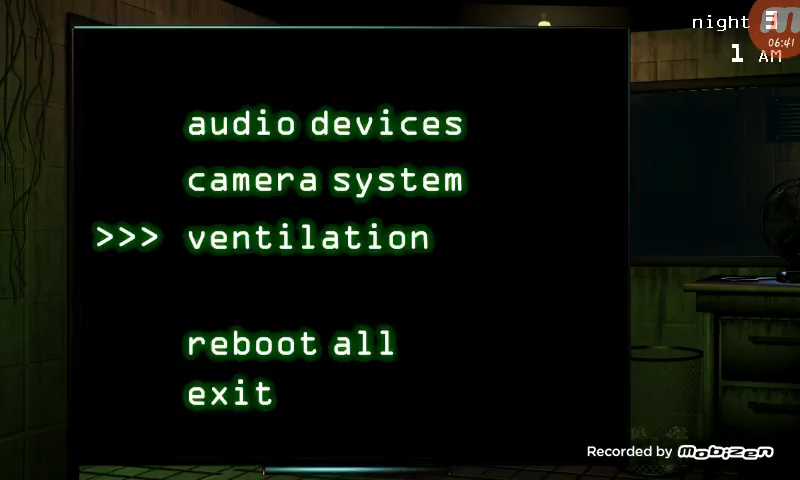 night 3
06:41
1 AM
audio devices
camera system
>>> ventilation
reboot all
exit
Recorded by Mobizen